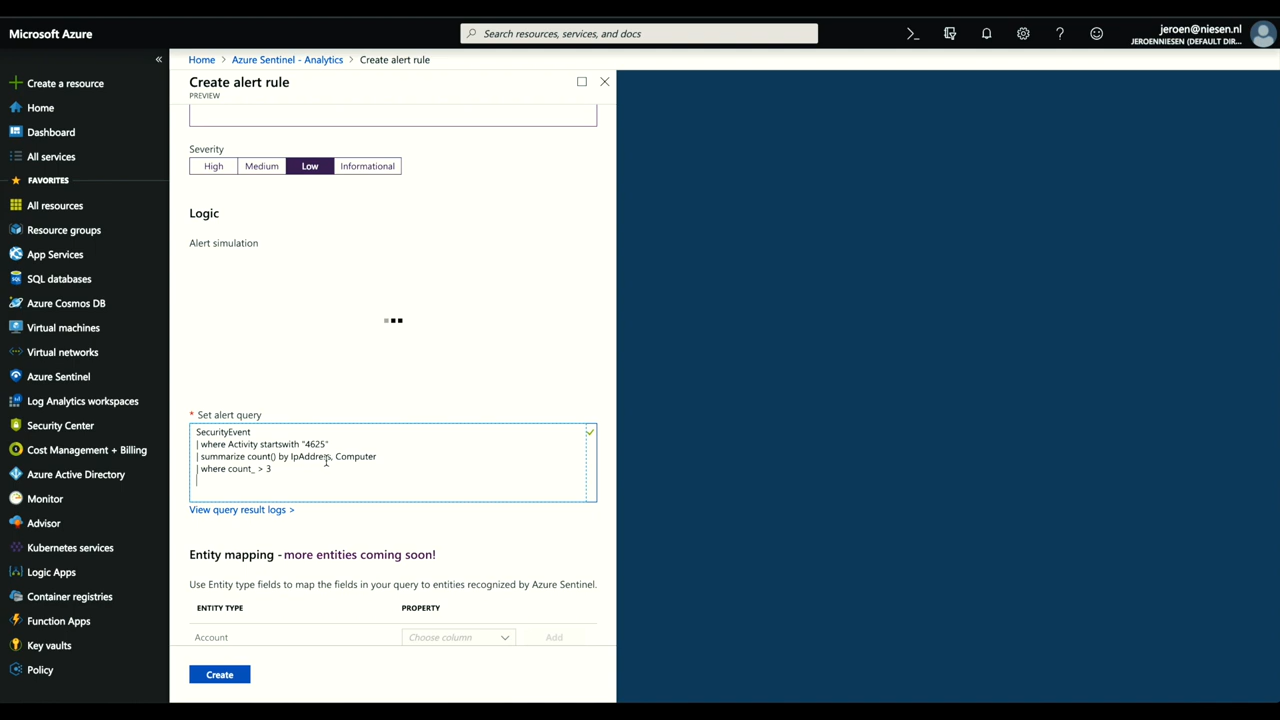 Microsoft Azure
Search resources, services, and docs
jeroen@niesen.nl
JEROENNIESEN (DEFAULT DIR...
«
Create a resource
Home
Dashboard
All services
FAVORITES
All resources
Resource groups
App Services
SQL databases
Azure Cosmos DB
Virtual machines
Virtual networks
Azure Sentinel
Log Analytics workspaces
Security Center
Cost Management + Billing
Azure Active Directory
Monitor
Advisor
Kubernetes services
Logic Apps
Container registries
Function Apps
Key vaults
Policy
Home > Azure Sentinel - Analytics > Create alert rule
Create alert rule
PREVIEW
Severity
High Medium Low Informational
Logic
Alert simulation
* Set alert query
SecurityEvent
| where Activity startswith "4625"
| summarize count() by IpAddress, Computer
| where count_ > 3
View query result logs >
Entity mapping - more entities coming soon!
Use Entity type fields to map the fields in your query to entities recognized by Azure Sentinel.
ENTITY TYPE PROPERTY
Account Choose column Add
Create